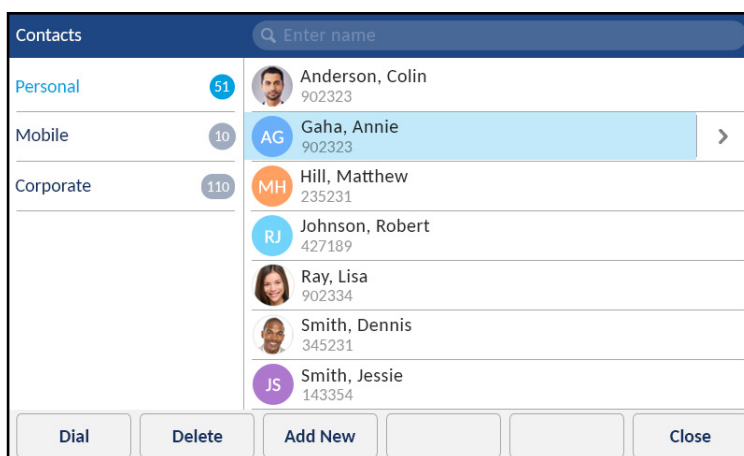 Contacts
Enter name
Personal
51
Mobile
10
Corporate
110
Anderson, Colin
902323
AG
Gaha, Annie
902323
MH
Hill, Matthew
235231
RJ
Johnson, Robert
427189
Ray, Lisa
902334
Smith, Dennis
345231
JS
Smith, Jessie
143354
Dial
Delete
Add New
Close